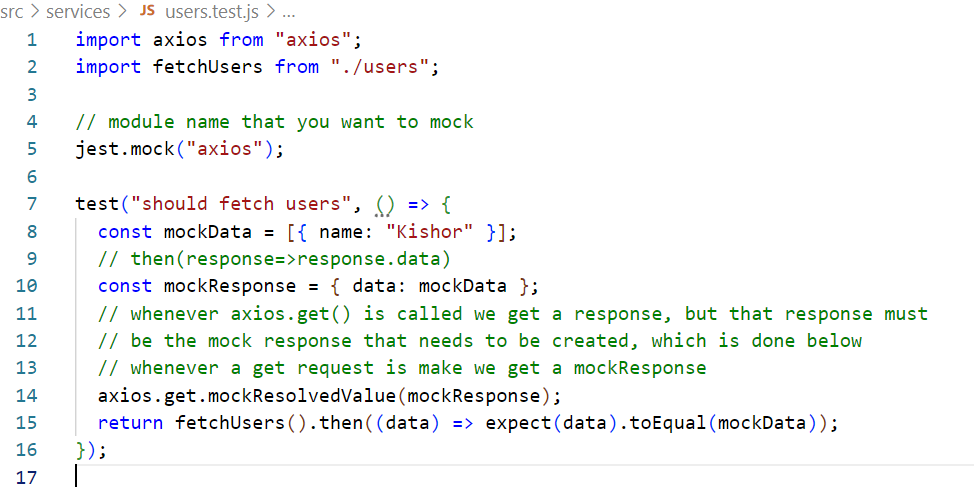 src > services > JS users.test.js > ...
1 import axios from "axios";
2 import fetchUsers from "./users";
3
4 // module name that you want to mock
5 jest.mock("axios");
6
7 test("should fetch users", () => {
8   const mockData = [{ name: "Kishor" }];
9   // then(response=>response.data)
10   const mockResponse = { data: mockData };
11   // whenever axios.get() is called we get a response, but that response must
12   // be the mock response that needs to be created, which is done below
13   // whenever a get request is make we get a mockResponse
14   axios.get.mockResolvedValue(mockResponse);
15   return fetchUsers().then((data) => expect(data).toEqual(mockData));
16 });
17